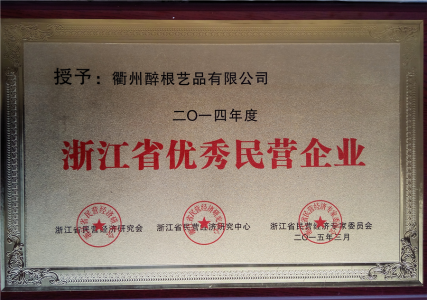 授予：衢州醉根艺品有限公司
二〇一四年度
浙江省优秀民营企业
浙江省民营经济研究会 浙江省民营经济研究中心 浙江省民营经济专家委员会
二〇一五年三月